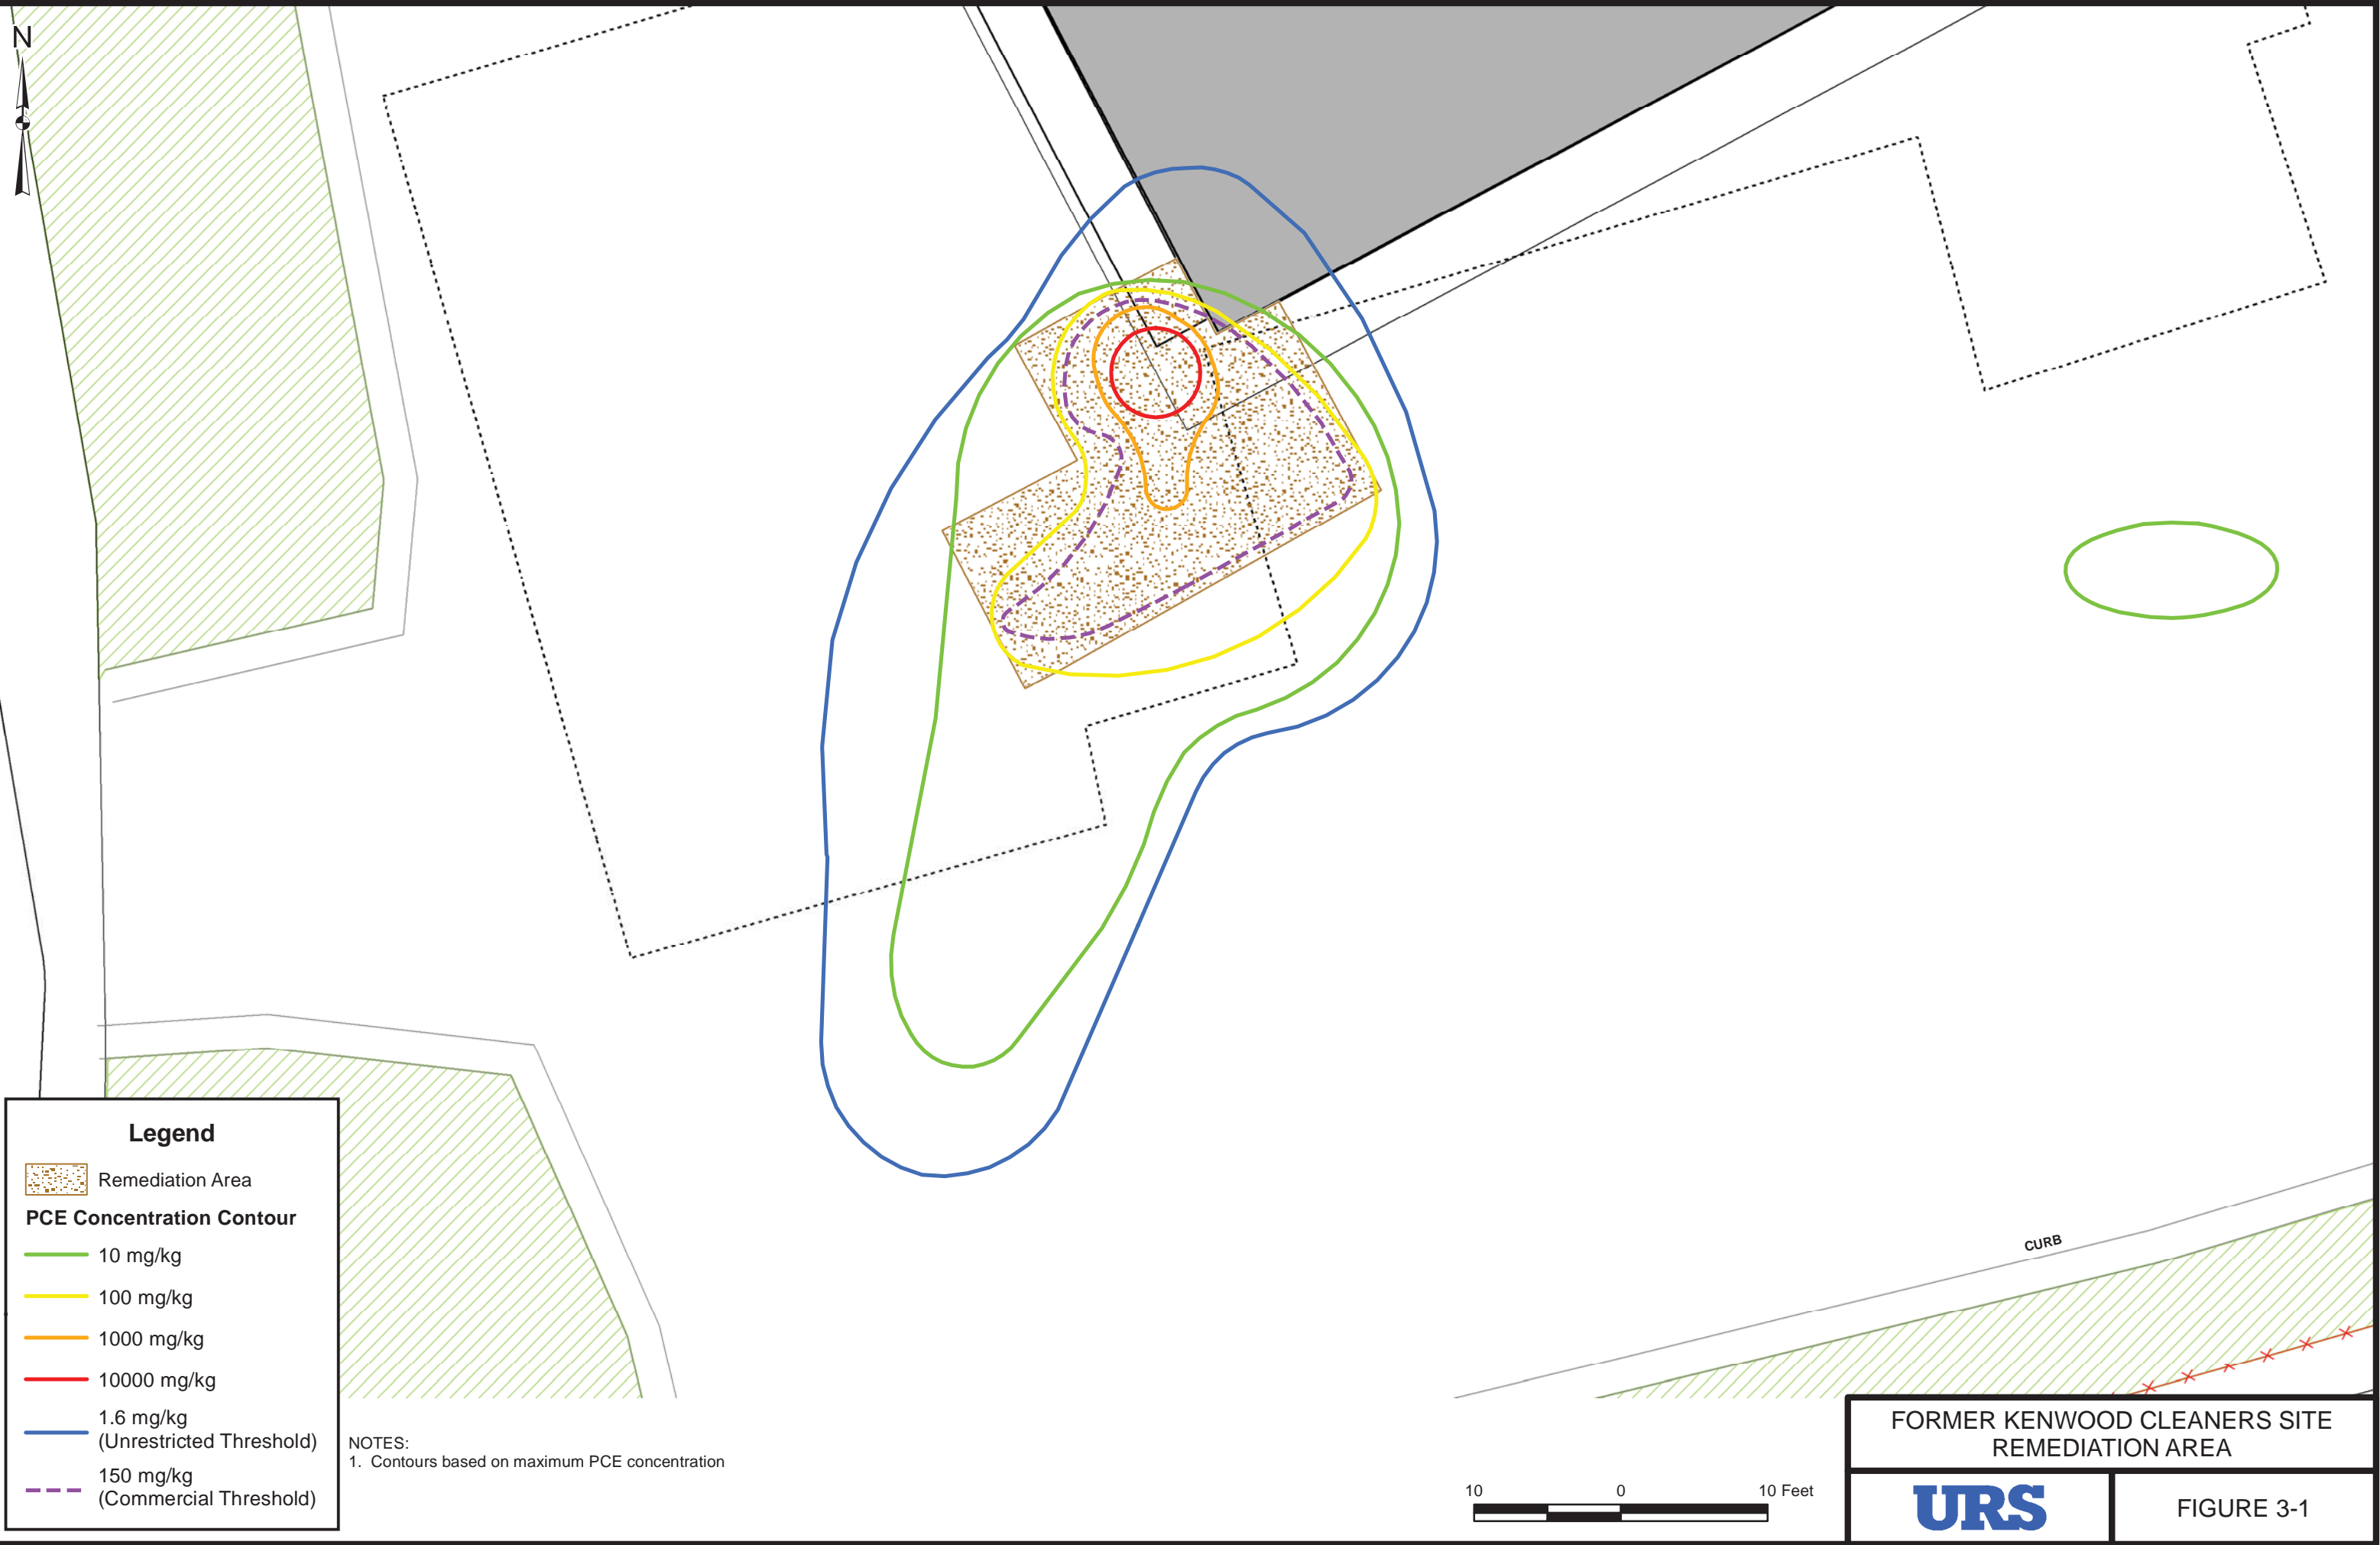 N
CURB
Legend
Remediation Area
PCE Concentration Contour
10 mg/kg
100 mg/kg
1000 mg/kg
10000 mg/kg
1.6 mg/kg
(Unrestricted Threshold)
150 mg/kg
(Commercial Threshold)
NOTES:
1. Contours based on maximum PCE concentration
10 0 10 Feet
FORMER KENWOOD CLEANERS SITE
REMEDIATION AREA
URS
FIGURE 3-1